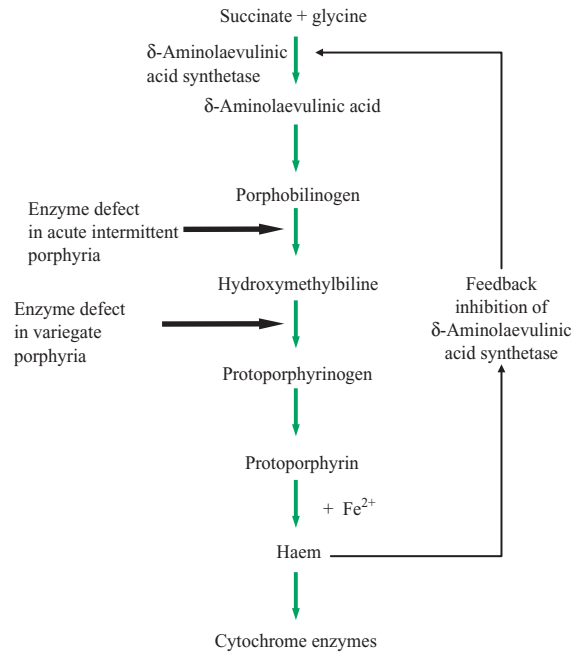 Succinate + glycine
δ-Aminolaevulinic
acid synthetase
δ-Aminolaevulinic acid
Porphobilinogen
Enzyme defect
in acute intermittent
porphyria
Hydroxymethylbiline
Enzyme defect
in variegate
porphyria
Feedback
inhibition of
δ-Aminolaevulinic
acid synthetase
Protoporphyrinogen
Protoporphyrin
+ Fe²⁺
Haem
Cytochrome enzymes